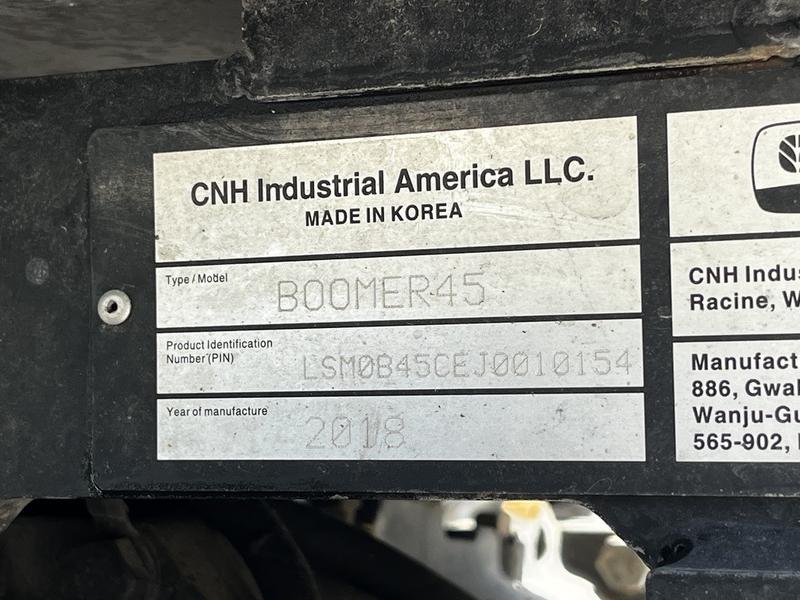 CNH Industrial America LLC.
MADE IN KOREA
Type / Model
BOOMER45
Product Identification
Number (PIN)
LSM0B45CEJ0010154
Year of manufacture
2018
CNH Indus
Racine, W
Manufact
886, Gwal
Wanju-Gu
565-902,